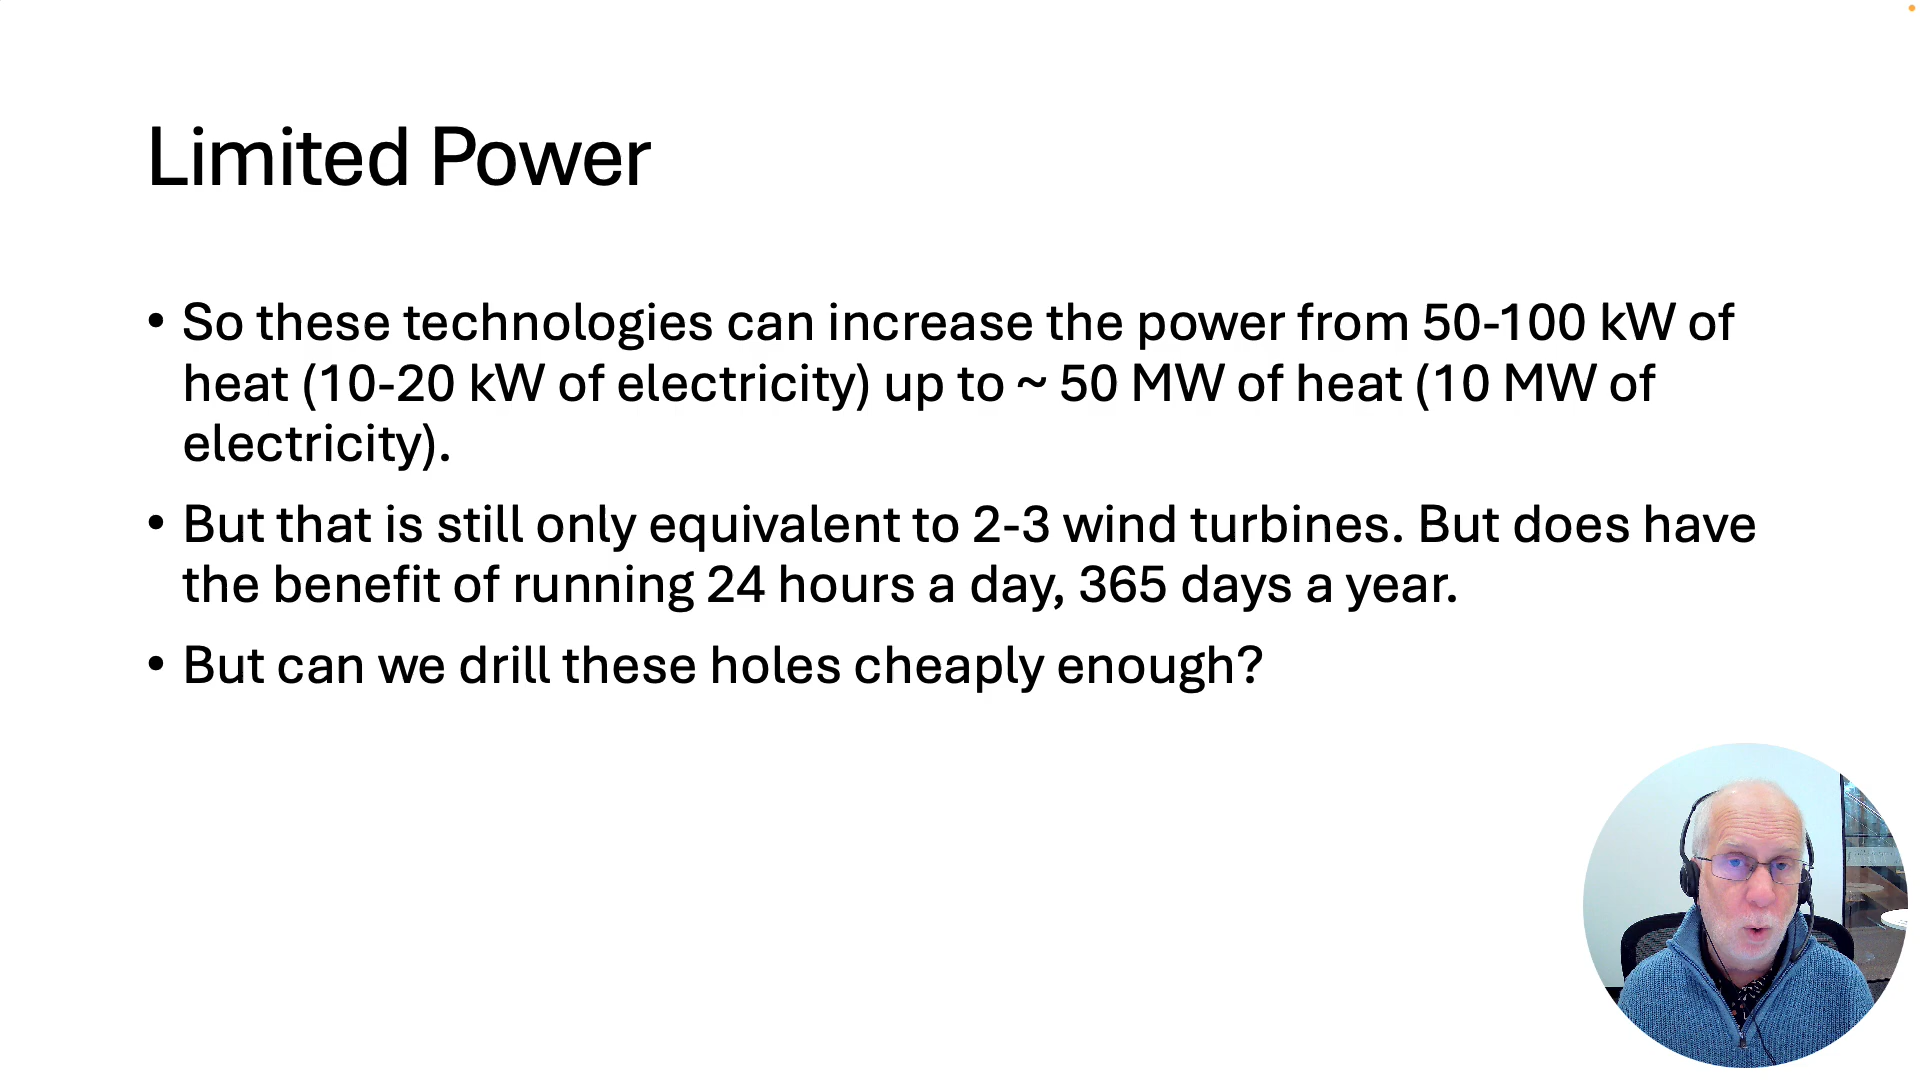 Limited Power
• So these technologies can increase the power from 50-100 kW of
heat (10-20 kW of electricity) up to ~ 50 MW of heat (10 MW of
electricity).
• But that is still only equivalent to 2-3 wind turbines. But does have
the benefit of running 24 hours a day, 365 days a year.
• But can we drill these holes cheaply enough?